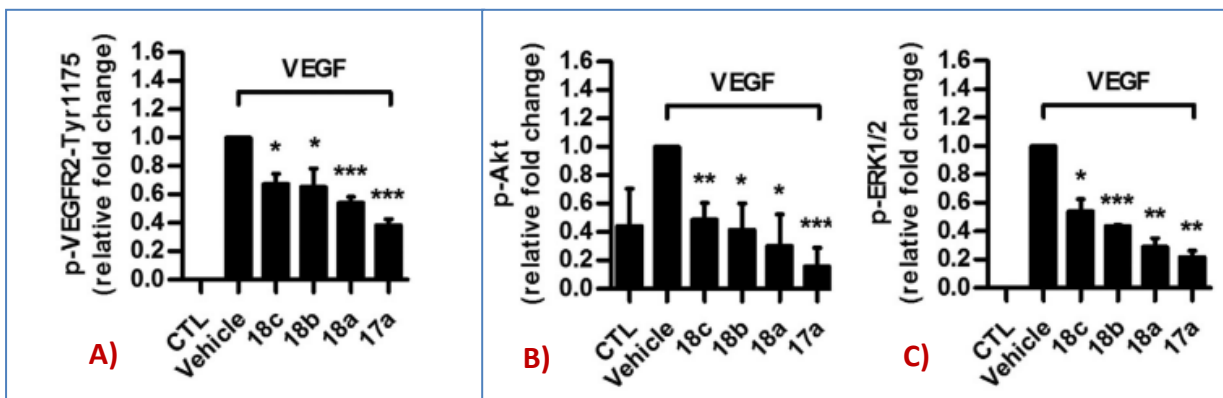 p-VEGFR2-Tyr1175
(relative fold change)
1.6
1.4
1.2
1.0
0.8
0.6
0.4
0.2
0.0
VEGF
*
*
***
***
CTL
Vehicle
18c
18b
18a
17a
A)
p-Akt
(relative fold change)
1.6
1.4
1.2
1.0
0.8
0.6
0.4
0.2
0.0
VEGF
**
*
*
***
CTL
Vehicle
18c
18b
18a
17a
B)
p-ERK1/2
(relative fold change)
1.6
1.4
1.2
1.0
0.8
0.6
0.4
0.2
0.0
VEGF
*
***
**
**
CTL
Vehicle
18c
18b
18a
17a
C)